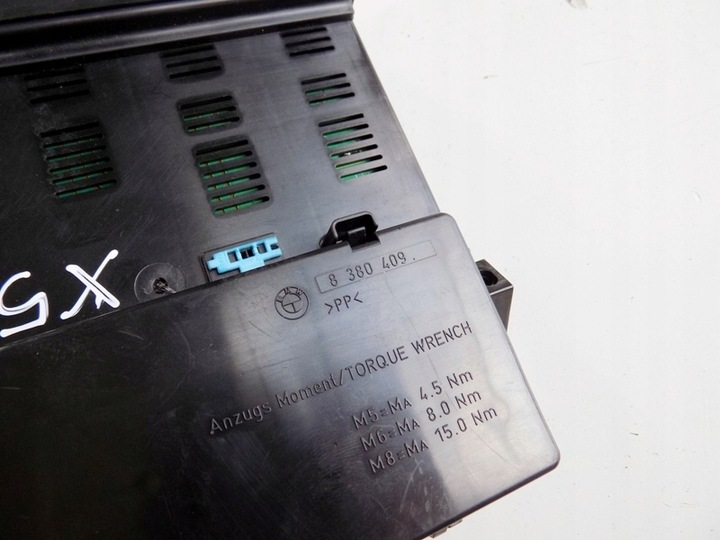 X5
8 380 409.
>PP<
Anzugs Moment/TORQUE WRENCH
M5=MA 4.5 Nm
M6=MA 8.0 Nm
M8=MA 15.0 Nm